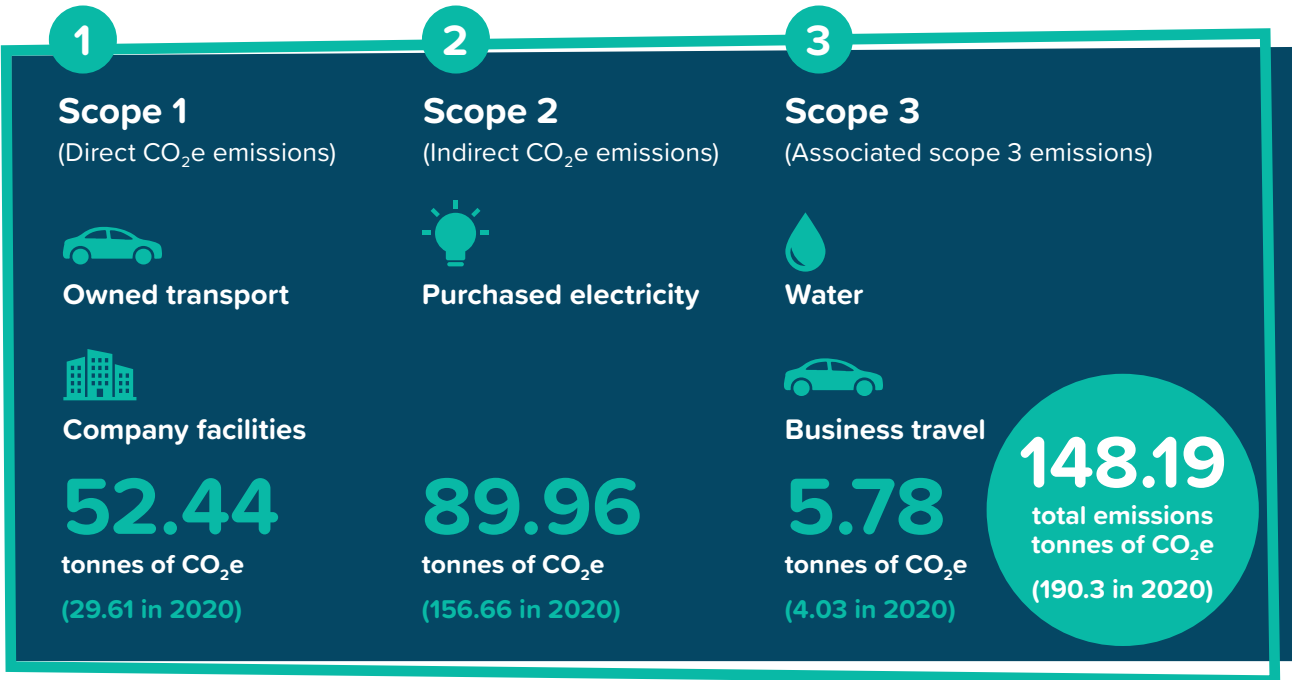 1
Scope 1
(Direct CO₂e emissions)
Owned transport
Company facilities
52.44
tonnes of CO₂e
(29.61 in 2020)
2
Scope 2
(Indirect CO₂e emissions)
Purchased electricity
89.96
tonnes of CO₂e
(156.66 in 2020)
3
Scope 3
(Associated scope 3 emissions)
Water
Business travel
5.78
tonnes of CO₂e
(4.03 in 2020)
148.19
total emissions
tonnes of CO₂e
(190.3 in 2020)